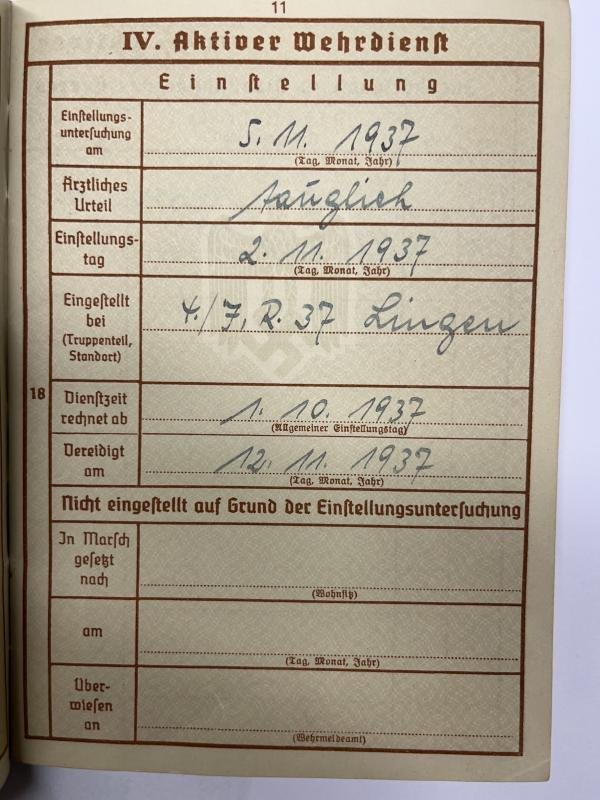 11
IV. Aktiver Wehrdienst
Einstellung
Einstellungs-
untersuchung
am
5. 11. 1937
(Tag, Monat, Jahr)
Ärztliches
Urteil
tauglich
Einstellungs-
tag
2. 11. 1937
(Tag, Monat, Jahr)
Eingestellt
bei
(Truppenteil,
Standort)
4./J. R. 37 Lingen
18
Dienstzeit
rechnet ab
1. 10. 1937
(Allgemeiner Einstellungstag)
Vereidigt
am
12. 11. 1937
(Tag, Monat, Jahr)
Nicht eingestellt auf Grund der Einstellungsuntersuchung
In Marsch
gesetzt
nach
(Wohnsitz)
am
(Tag, Monat, Jahr)
Über-
wiesen
an
(Wehrmeldeamt)